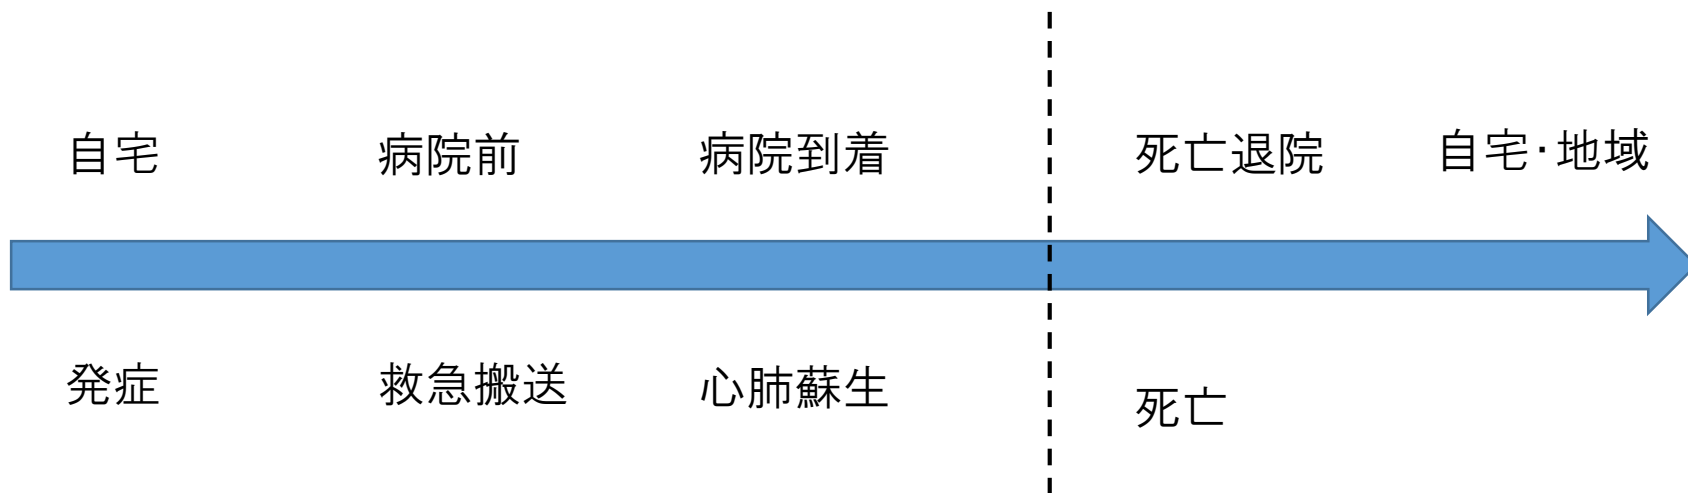 自宅
病院前
病院到着
死亡退院
自宅・地域
発症
救急搬送
心肺蘇生
死亡